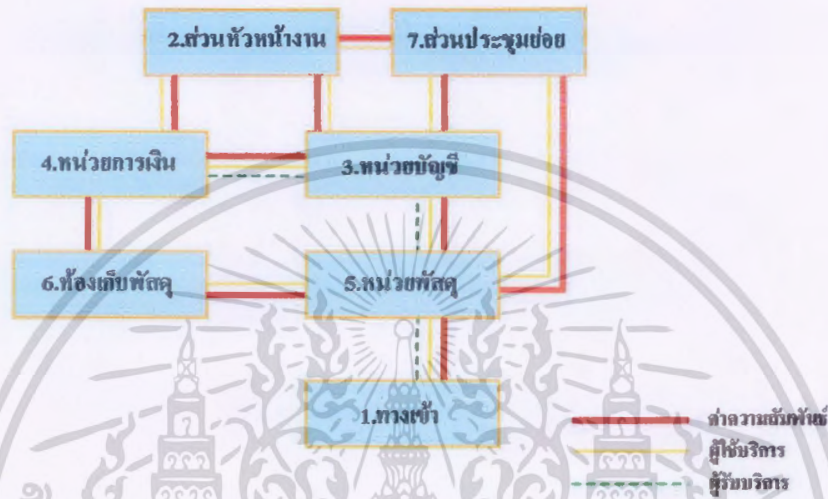 2.ส่วนหัวหน้างาน 7.ส่วนประชุมย่อย
4.หน่วยการเงิน 3.หน่วยบัญชี
6.ห้องเก็บพัสดุ 5.หน่วยพัสดุ
1.ทางเข้า
ค่าความสัมพันธ์
ผู้ใช้บริการ
ผู้รับบริการ